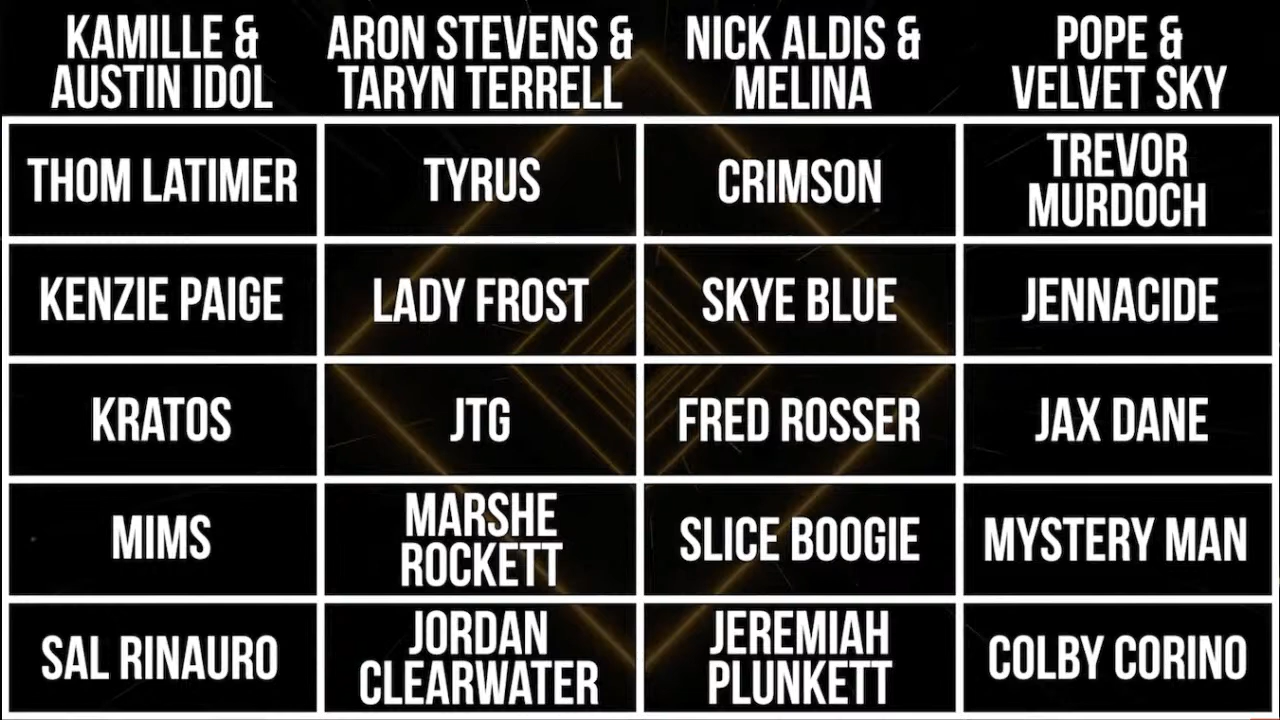 KAMILLE &
AUSTIN IDOL
ARON STEVENS &
TARYN TERRELL
NICK ALDIS &
MELINA
POPE &
VELVET SKY
THOM LATIMER
TYRUS
CRIMSON
TREVOR
MURDOCH
KENZIE PAIGE
LADY FROST
SKYE BLUE
JENNACIDE
KRATOS
JTG
FRED ROSSER
JAX DANE
MIMS
MARSHE
ROCKETT
SLICE BOOGIE
MYSTERY MAN
SAL RINAURO
JORDAN
CLEARWATER
JEREMIAH
PLUNKETT
COLBY CORINO